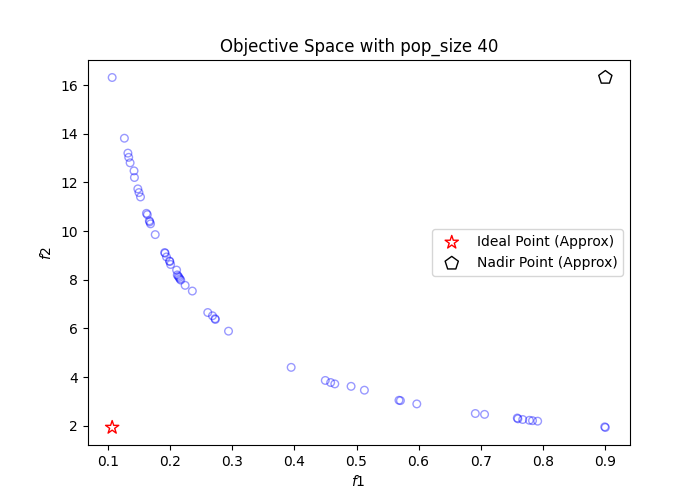 Objective Space with pop_size 40
f2
16
14
12
10
8
6
4
2
Ideal Point (Approx)
Nadir Point (Approx)
0.1 0.2 0.3 0.4 0.5 0.6 0.7 0.8 0.9
f1